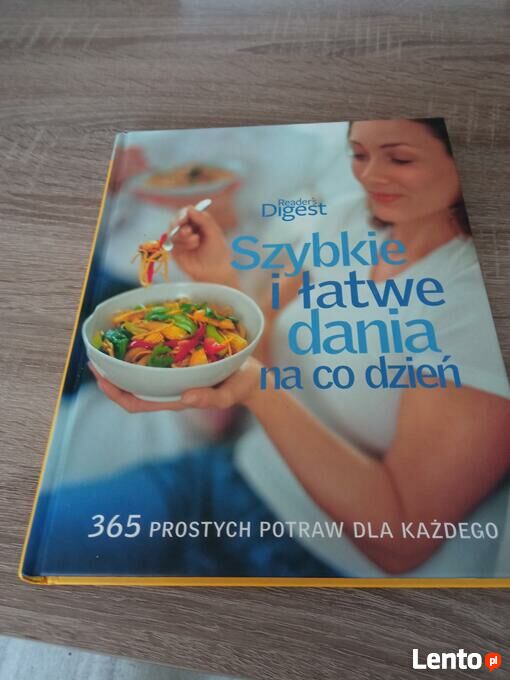 Reader's
Digest
Szybkie
i łatwe
dania
na co dzień
365 PROSTYCH POTRAW DLA KAŻDEGO
Lento.pl